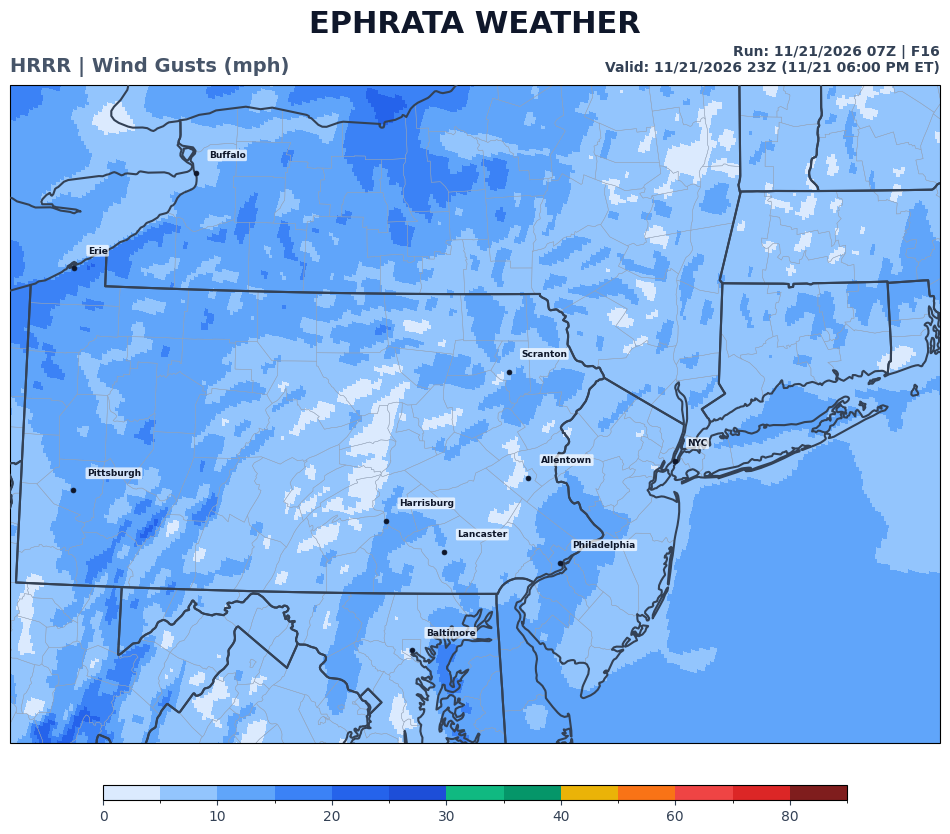 EPHRATA WEATHER
HRRR | Wind Gusts (mph)
Run: 11/21/2026 07Z | F16
Valid: 11/21/2026 23Z (11/21 06:00 PM ET)
Buffalo
Erie
Scranton
NYC
Allentown
Pittsburgh
Harrisburg
Lancaster
Philadelphia
Baltimore
0 10 20 30 40 60 80